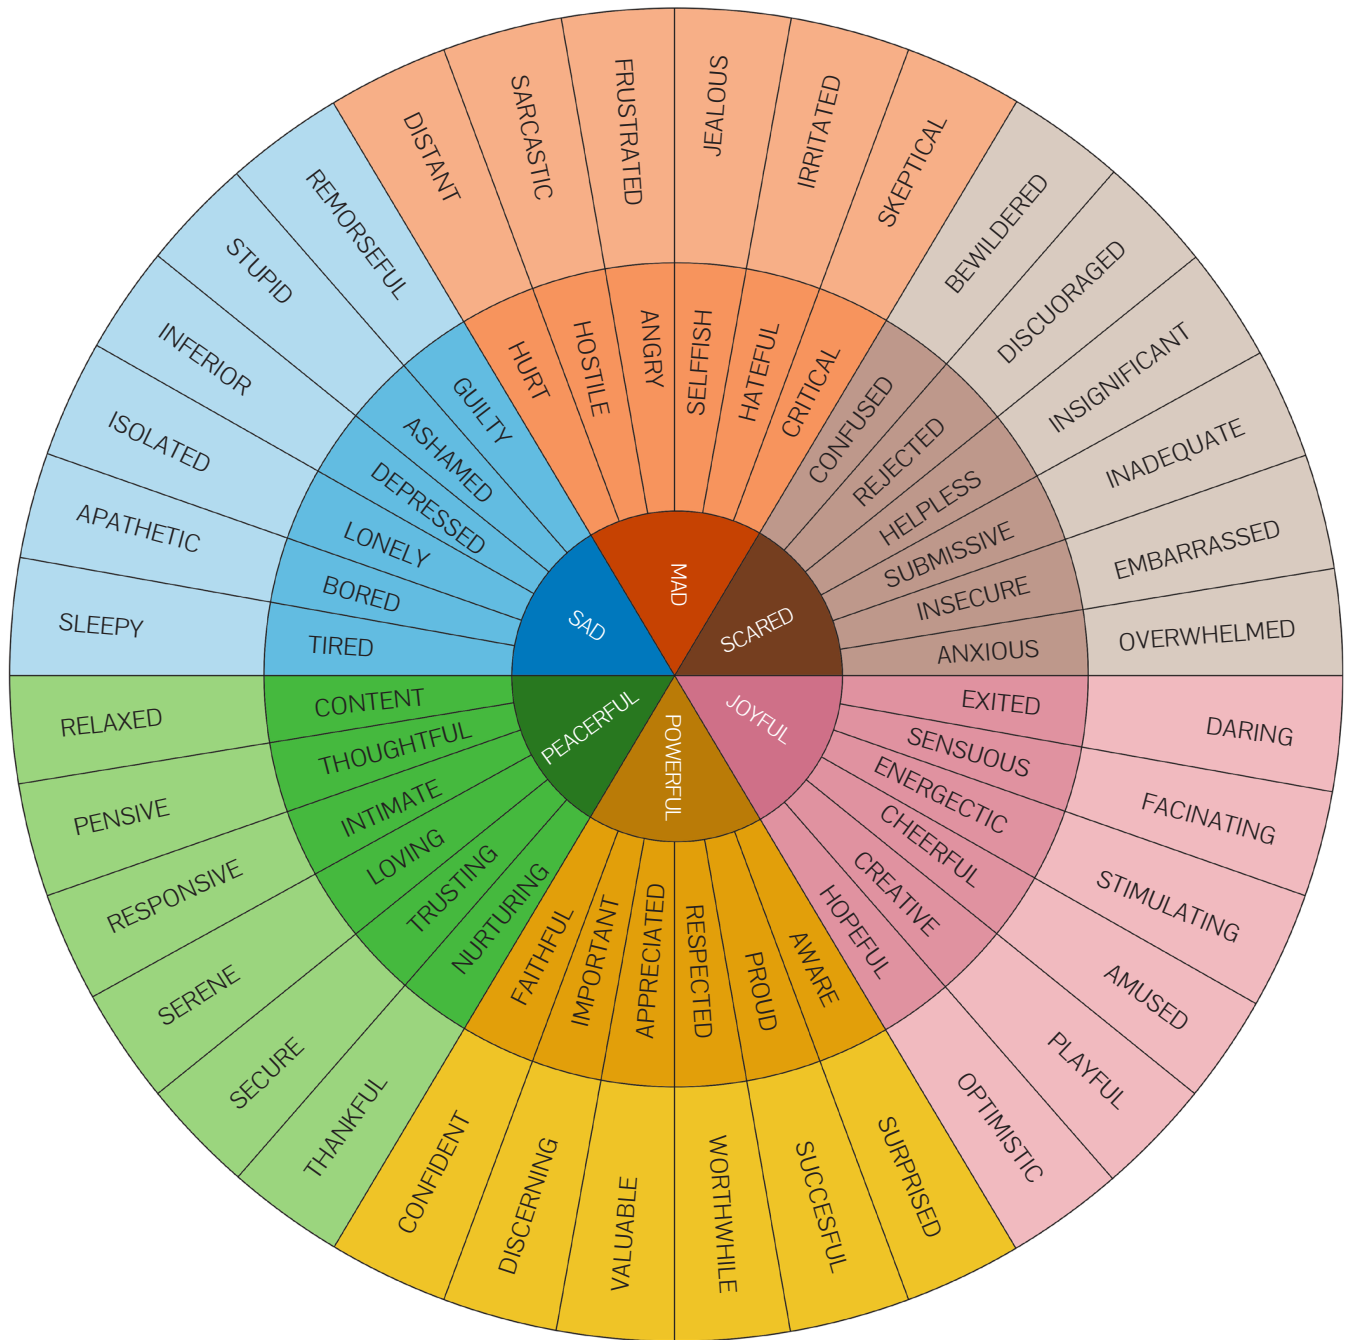 MAD
HURT
HOSTILE
ANGRY
SELFFISH
HATEFUL
CRITICAL
DISTANT
SARCASTIC
FRUSTRATED
JEALOUS
IRRITATED
SKEPTICAL
SCARED
CONFUSED
REJECTED
HELPLESS
SUBMISSIVE
INSECURE
ANXIOUS
BEWILDERED
DISCUORAGED
INSIGNIFICANT
INADEQUATE
EMBARRASSED
OVERWHELMED
JOYFUL
EXITED
SENSUOUS
ENERGECTIC
CHEERFUL
CREATIVE
HOPEFUL
DARING
FACINATING
STIMULATING
AMUSED
PLAYFUL
OPTIMISTIC
POWERFUL
AWARE
PROUD
RESPECTED
APPRECIATED
IMPORTANT
FAITHFUL
SURPRISED
SUCCESFUL
WORTHWHILE
VALUABLE
DISCERNING
CONFIDENT
PEACERFUL
NURTURING
TRUSTING
LOVING
INTIMATE
THOUGHTFUL
CONTENT
THANKFUL
SECURE
SERENE
RESPONSIVE
PENSIVE
RELAXED
SAD
TIRED
BORED
LONELY
DEPRESSED
ASHAMED
GUILTY
SLEEPY
APATHETIC
ISOLATED
INFERIOR
STUPID
REMORSEFUL